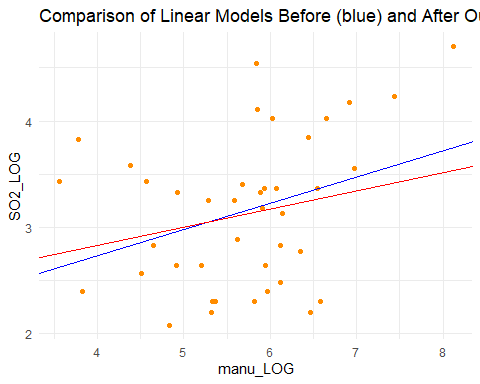 Comparison of Linear Models Before (blue) and After Ou
4
3
2
SO2_LOG
4 5 6 7 8
manu_LOG